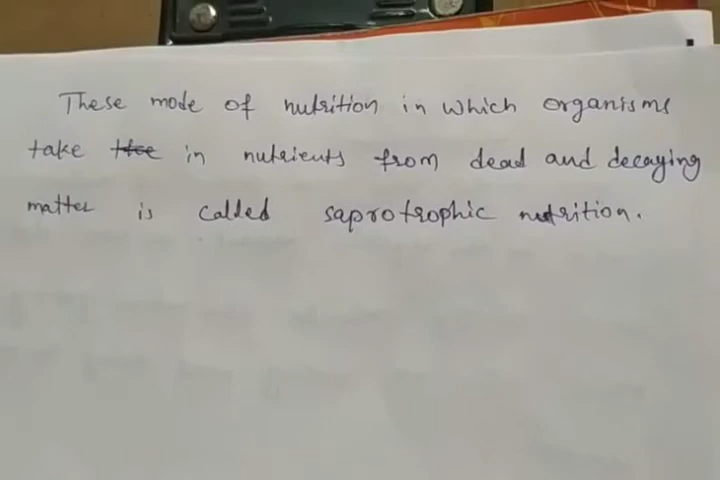 These mode of nutrition in which organisms
take in nutrients from dead and decaying
matter is called saprotrophic nutrition.